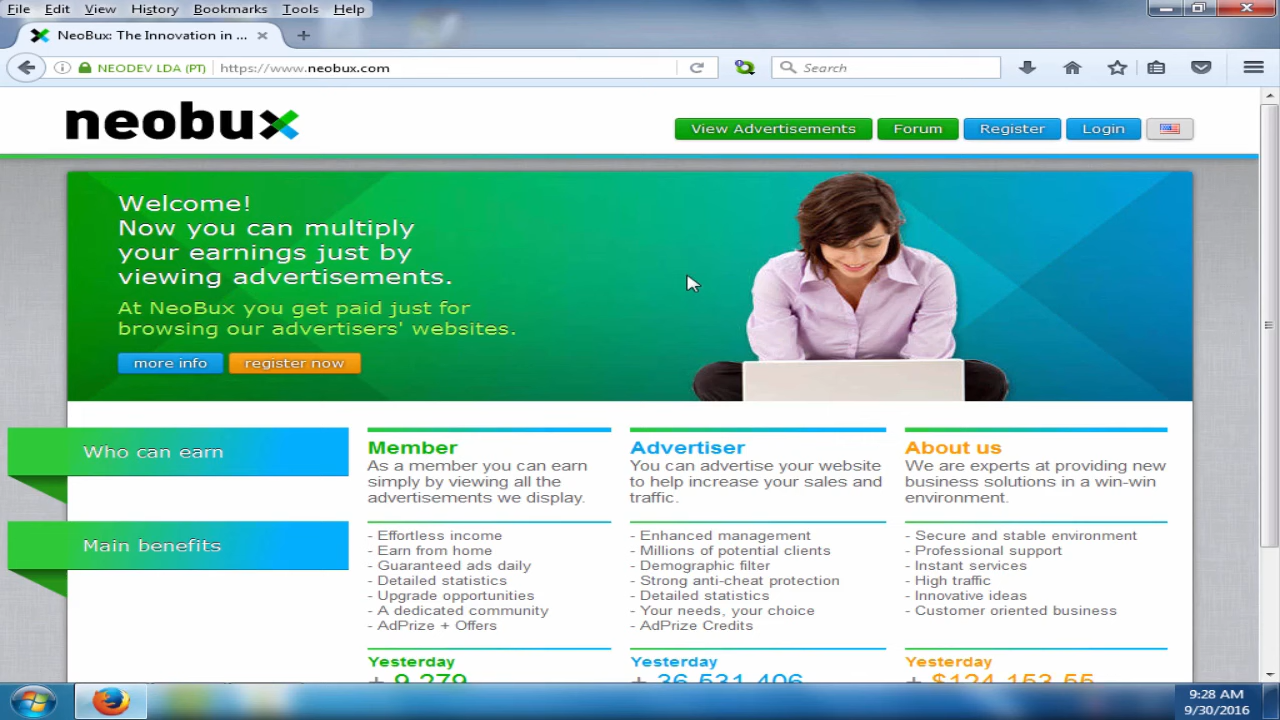 File Edit View History Bookmarks Tools Help
NeoBux: The Innovation in ...
NEODEV LDA (PT) https://www.neobux.com
Search
neobux
View Advertisements Forum Register Login
Welcome!
Now you can multiply
your earnings just by
viewing advertisements.
At NeoBux you get paid just for
browsing our advertisers' websites.
more info register now
Who can earn
Main benefits
Member
As a member you can earn
simply by viewing all the
advertisements we display.
- Effortless income
- Earn from home
- Guaranteed ads daily
- Detailed statistics
- Upgrade opportunities
- A dedicated community
- AdPrize + Offers
Yesterday
+ 9,279
Advertiser
You can advertise your website
to help increase your sales and
traffic.
- Enhanced management
- Millions of potential clients
- Demographic filter
- Strong anti-cheat protection
- Detailed statistics
- Your needs, your choice
- AdPrize Credits
Yesterday
+ 36,531,406
About us
We are experts at providing new
business solutions in a win-win
environment.
- Secure and stable environment
- Professional support
- Instant services
- High traffic
- Innovative ideas
- Customer oriented business
Yesterday
+ $124,153.55
9:28 AM
9/30/2016